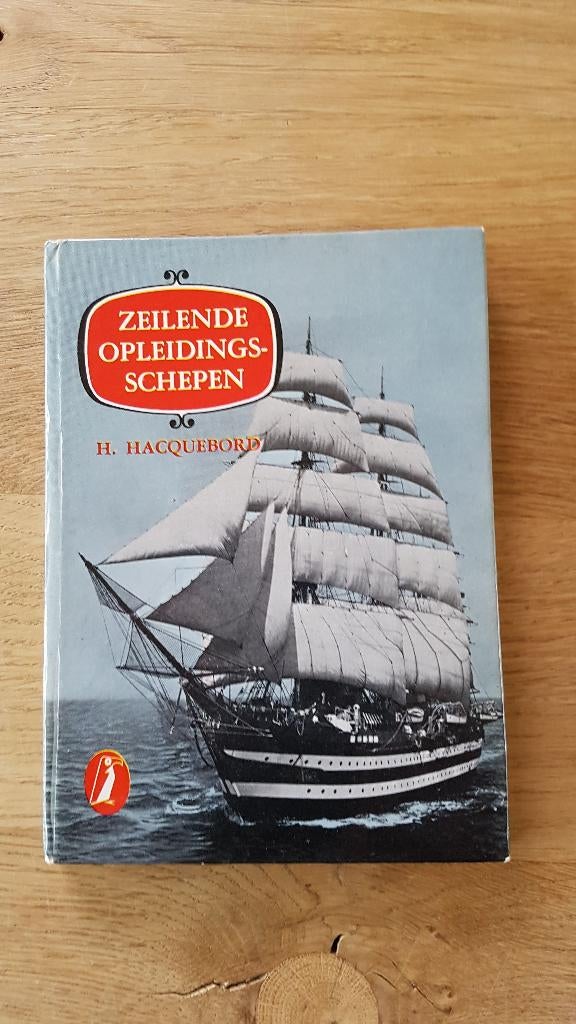 ZEILENDE
OPLEIDINGS-
SCHEPEN
H. HACQUEBORD